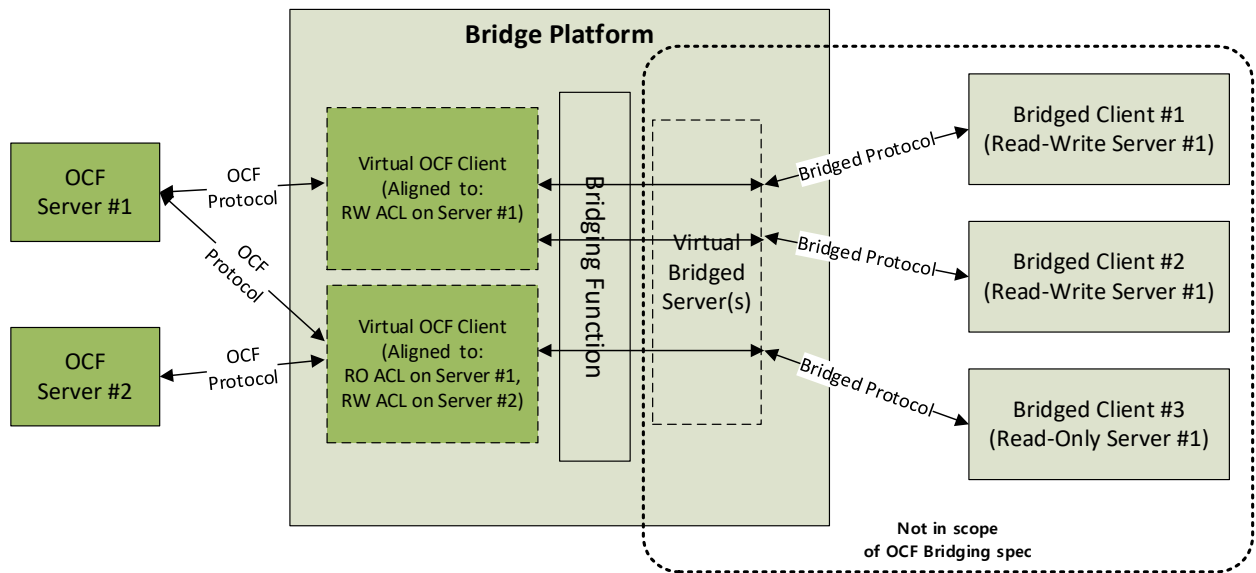 Bridge Platform
OCF
Server #1
OCF
Protocol
OCF
Protocol
OCF
Server #2
OCF
Protocol
Virtual OCF Client
(Aligned to:
RW ACL on Server #1)
Virtual OCF Client
(Aligned to:
RO ACL on Server #1,
RW ACL on Server #2)
Bridging Function
Virtual
Bridged
Server(s)
Bridged Protocol
Bridged Protocol
Bridged Protocol
Bridged Client #1
(Read-Write Server #1)
Bridged Client #2
(Read-Write Server #1)
Bridged Client #3
(Read-Only Server #1)
Not in scope
of OCF Bridging spec